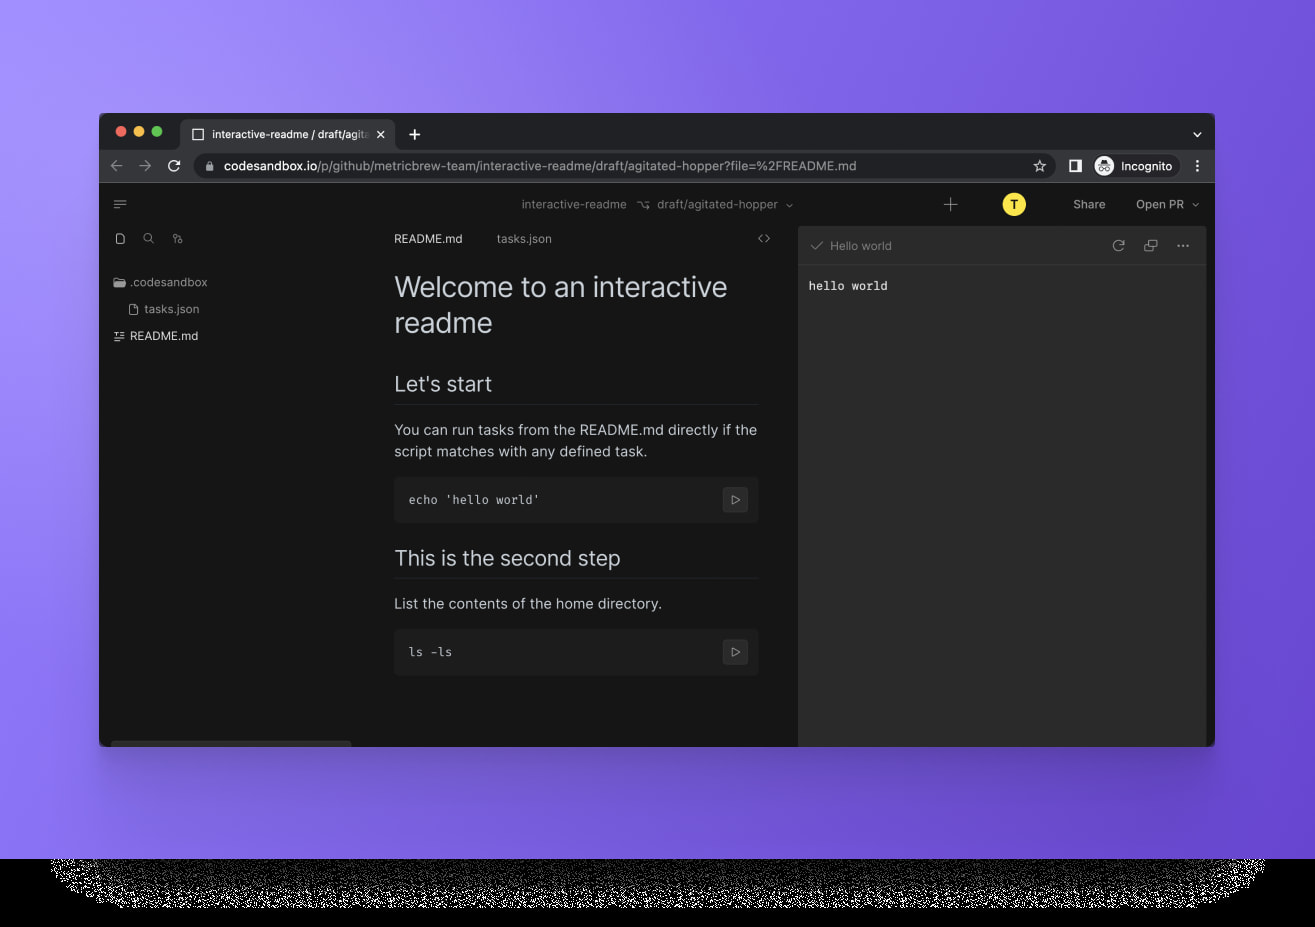 interactive-readme / draft/agita
codesandbox.io/p/github/metricbrew-team/interactive-readme/draft/agitated-hopper?file=%2FREADME.md
Incognito
interactive-readme draft/agitated-hopper
T
Share
Open PR
README.md
tasks.json
Hello world
.codesandbox
tasks.json
README.md
Welcome to an interactive
readme
Let's start
You can run tasks from the README.md directly if the
script matches with any defined task.
echo 'hello world'
This is the second step
List the contents of the home directory.
ls -ls
hello world